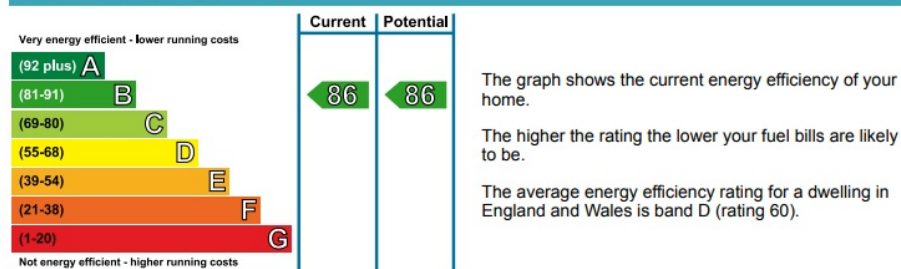 Current Potential
Very energy efficient - lower running costs
(92 plus) A
(81-91) B
86 86
(69-80) C
(55-68) D
(39-54) E
(21-38) F
(1-20) G
Not energy efficient - higher running costs
The graph shows the current energy efficiency of your
home.
The higher the rating the lower your fuel bills are likely
to be.
The average energy efficiency rating for a dwelling in
England and Wales is band D (rating 60).